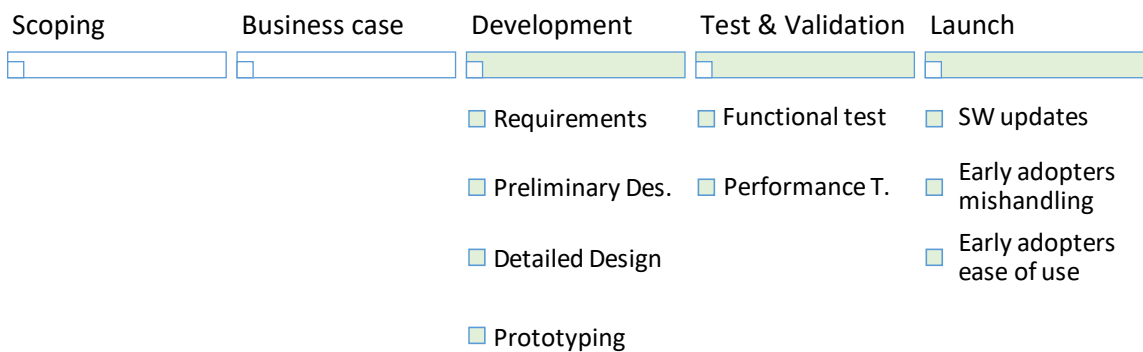 Scoping
Business case
Development
Test & Validation
Launch
Requirements
Functional test
SW updates
Preliminary Des.
Performance T.
Early adopters
mishandling
Detailed Design
Early adopters
ease of use
Prototyping